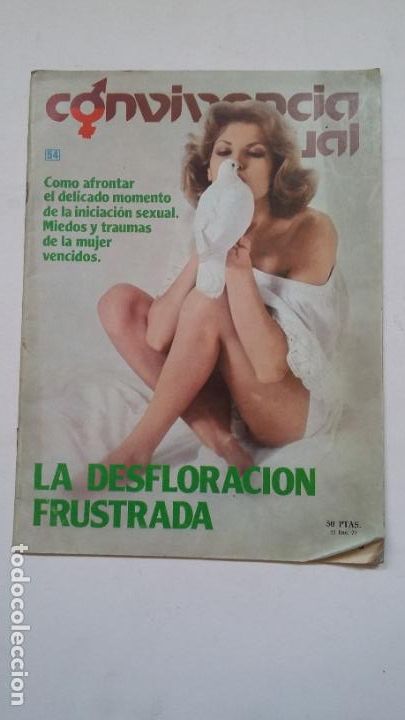 convivencia
54
Como afrontar
el delicado momento
de la iniciación sexual.
Miedos y traumas
de la mujer
vencidos.
LA DESFLORACION
FRUSTRADA
50 PTAS.
todocoleccion